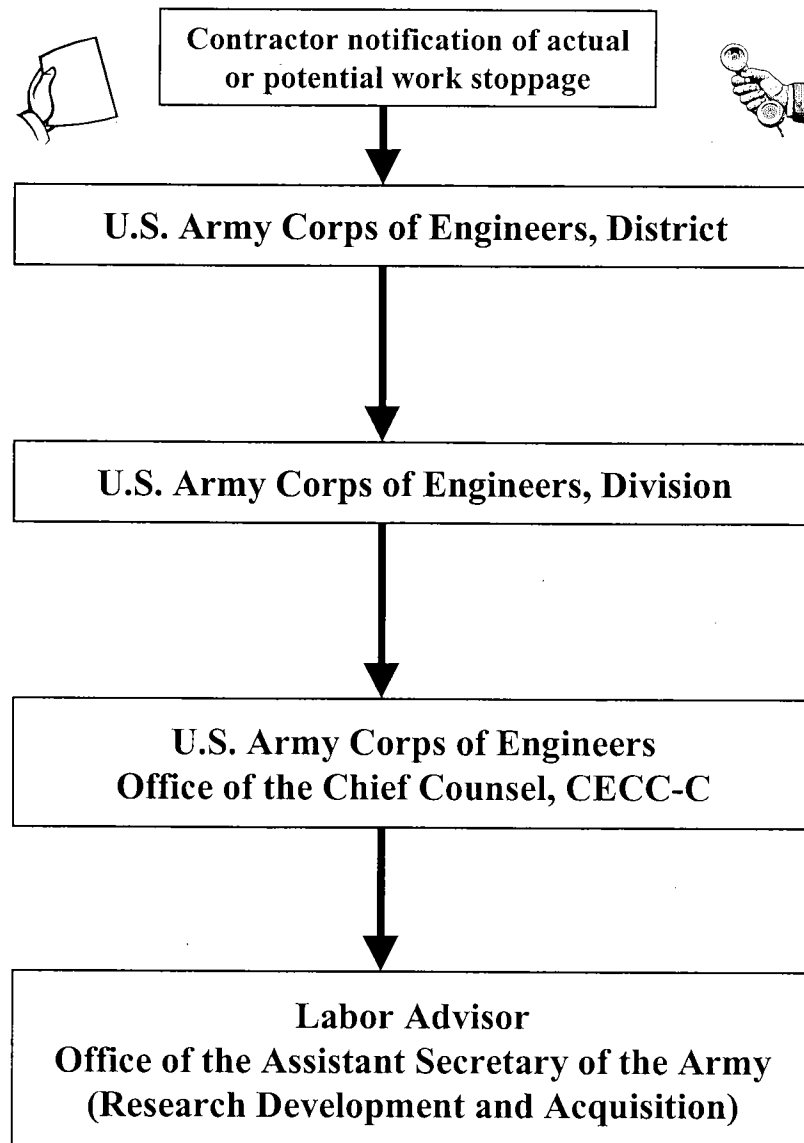 Contractor notification of actual
or potential work stoppage
U.S. Army Corps of Engineers, District
U.S. Army Corps of Engineers, Division
U.S. Army Corps of Engineers
Office of the Chief Counsel, CECC-C
Labor Advisor
Office of the Assistant Secretary of the Army
(Research Development and Acquisition)